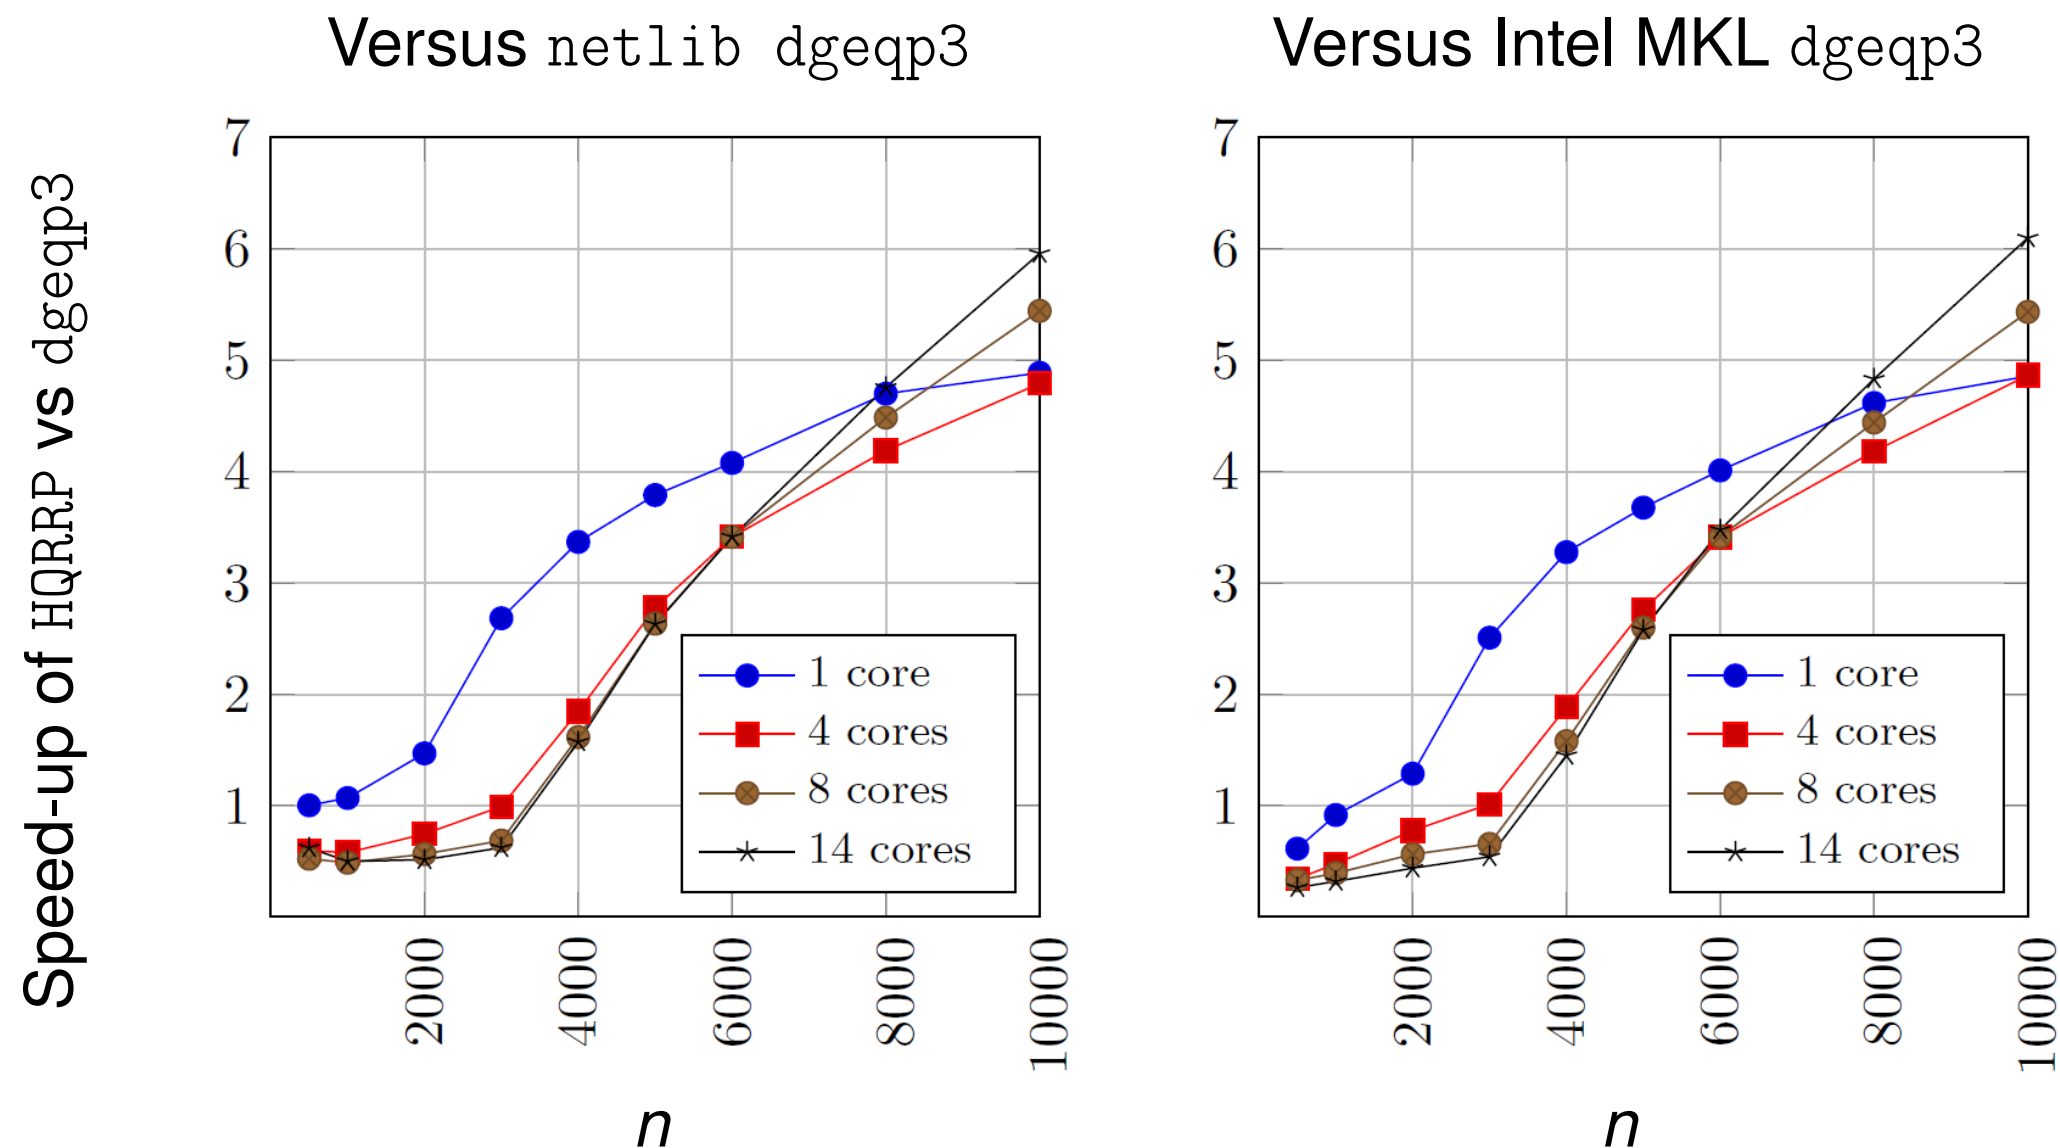 Versus netlib dgeqp3
Versus Intel MKL dgeqp3
Speed-up of HQRRP vs dgeqp3
7
6
5
4
3
2
1
2000
4000
6000
8000
10000
n
1 core
4 cores
8 cores
14 cores
7
6
5
4
3
2
1
2000
4000
6000
8000
10000
n
1 core
4 cores
8 cores
14 cores